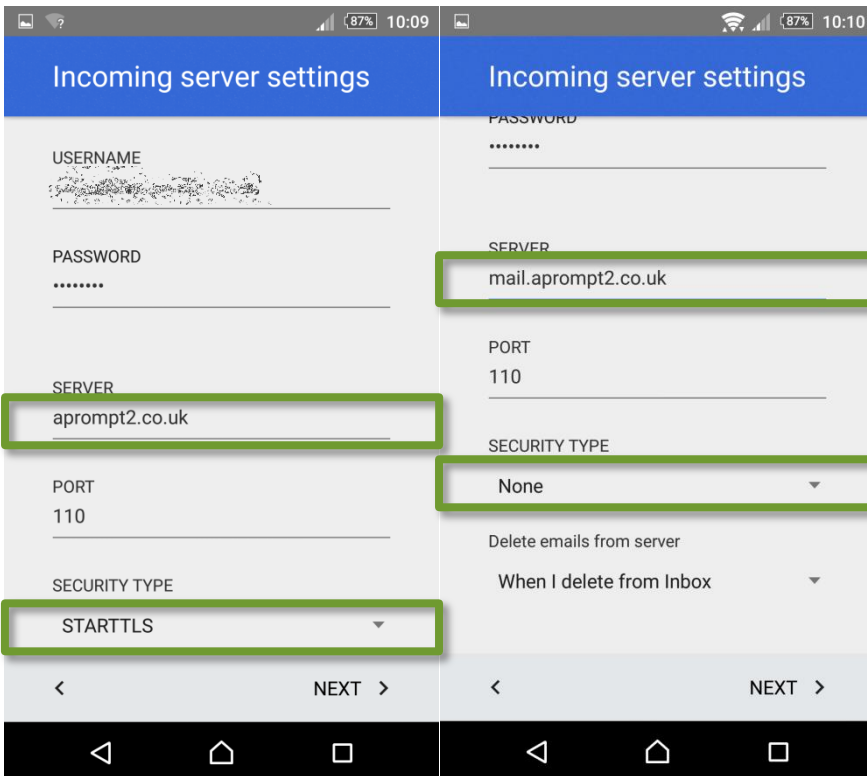 87% 10:09
Incoming server settings
USERNAME
PASSWORD
••••••••
SERVER
aprompt2.co.uk
PORT
110
SECURITY TYPE
STARTTLS
NEXT
87% 10:10
Incoming server settings
PASSWORD
••••••••
SERVER
mail.aprompt2.co.uk
PORT
110
SECURITY TYPE
None
Delete emails from server
When I delete from Inbox
NEXT